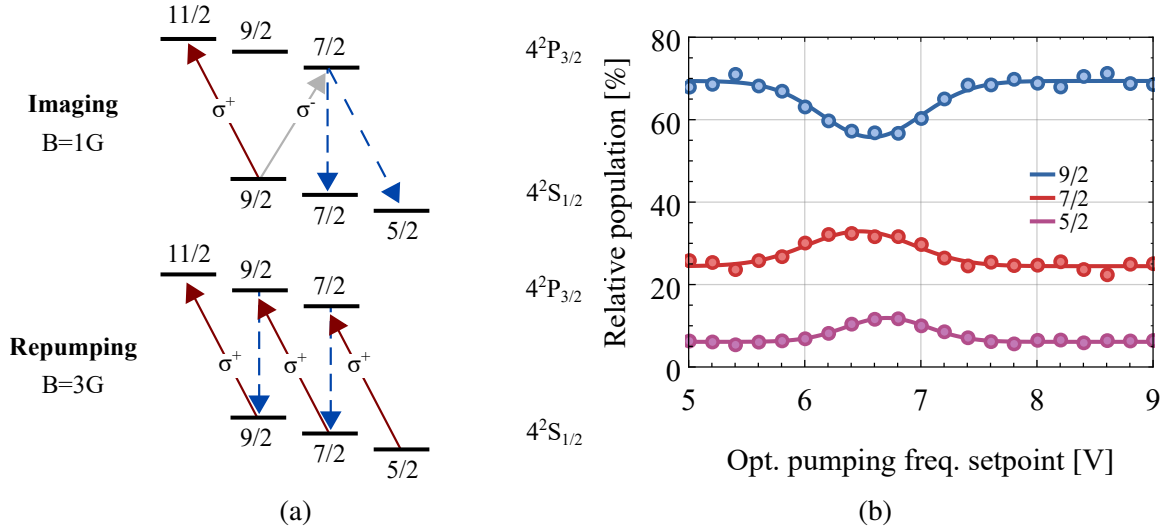 11/2 9/2 7/2 4²P₃/₂
Imaging
B=1G
σ⁺ σ⁻
9/2 7/2 5/2 4²S₁/₂
11/2 9/2 7/2 4²P₃/₂
Repumping
B=3G
σ⁺ σ⁺ σ⁺
9/2 7/2 5/2 4²S₁/₂
(a)
Relative population [%]
80
60
40
20
0
9/2
7/2
5/2
5 6 7 8 9
Opt. pumping freq. setpoint [V]
(b)